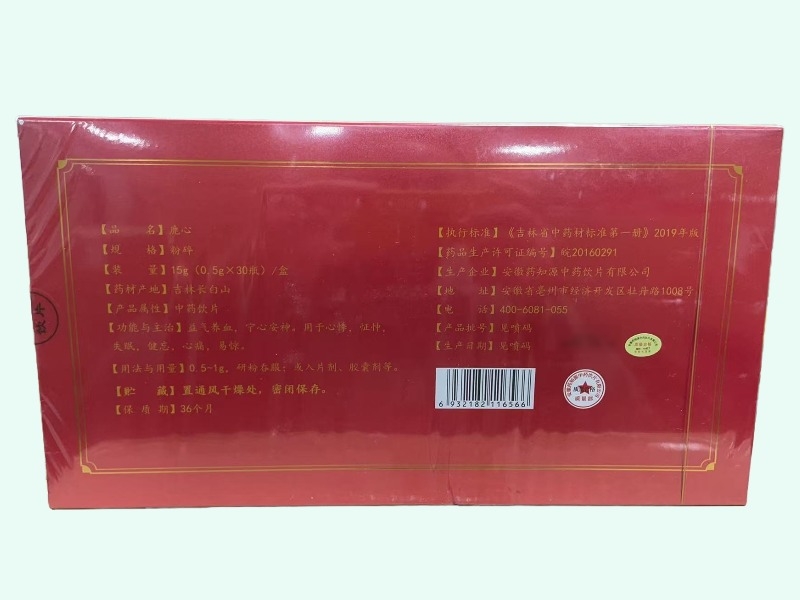 【品 名】鹿心
【规 格】粉碎
【装 量】15g（0.5g×30瓶）/盒
【药材产地】吉林长白山
【产品属性】中药饮片
【功能与主治】益气养血，宁心安神。用于心悸，怔忡，
失眠，健忘，心痛，易惊。
【用法与用量】0.5-1g，研粉吞服；或入片剂、胶囊剂等。
【贮 藏】置通风干燥处，密闭保存。
【保 质 期】36个月
【执行标准】《吉林省中药材标准第一册》2019年版
【药品生产许可证编号】皖20160291
【生产企业】安徽药知源中药饮片有限公司
【地 址】安徽省亳州市经济开发区牡丹路1008号
【电 话】400-6081-055
【产品批号】见喷码
【生产日期】见喷码
6 932182 116566
质量部